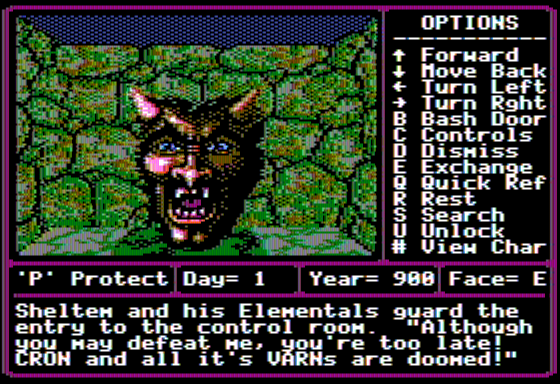 OPTIONS
↑ Forward
↓ Move Back
← Turn Left
→ Turn Rght
B Bash Door
C Controls
D Dismiss
E Exchange
Q Quick Ref
R Rest
S Search
U Unlock
# View Char
'P' Protect Day= 1 Year= 900 Face= E
Sheltem and his Elementals guard the
entry to the control room. "Although
you may defeat me, you're too late!
CRON and all it's VARNs are doomed!"